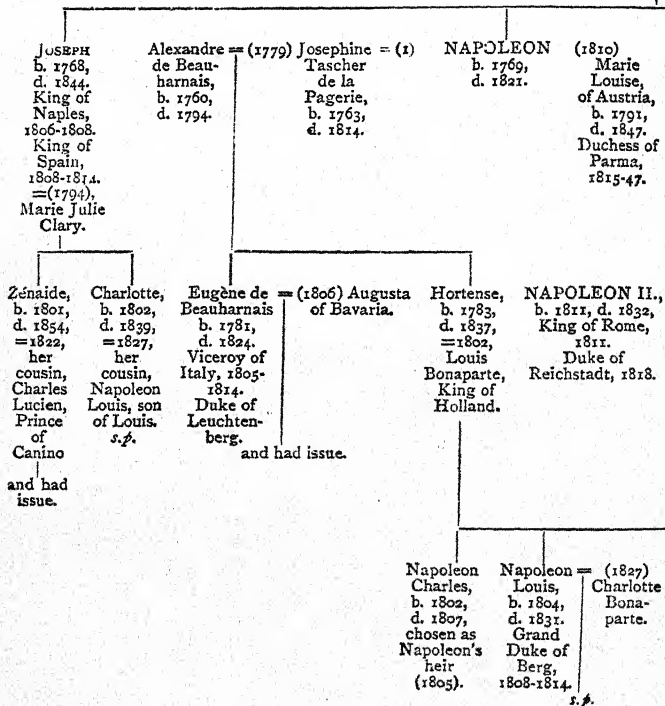 JOSEPH
b. 1768,
d. 1844.
King of
Naples,
1806-1808.
King of
Spain,
1808-1814.
=(1794),
Marie Julie
Clary.
Alexandre = (1779) Josephine = (1)
de Beau-
harnais,
b. 1760,
d. 1794.
Tascher
de la
Pagerie,
b. 1763,
d. 1814.
NAPOLEON
b. 1769,
d. 1821.
(1810)
Marie
Louise,
of Austria,
b. 1791,
d. 1847.
Duchess of
Parma,
1815-47.
Zénaide,
b. 1801,
d. 1854,
=1822,
her
cousin,
Charles
Lucien,
Prince
of
Canino
and had
issue.
Charlotte,
b. 1802,
d. 1839,
=1827,
her
cousin,
Napoleon
Louis, son
of Louis.
s.p.
Eugène de = (1806) Augusta
Beauharnais of Bavaria.
b. 1781,
d. 1824.
Viceroy of
Italy, 1805-
1814.
Duke of
Leuchten-
berg.
and had issue.
Hortense,
b. 1783,
d. 1837,
=1802,
Louis
Bonaparte,
King of
Holland.
NAPOLEON II.,
b. 1811, d. 1832,
King of Rome,
1811.
Duke of
Reichstadt, 1818.
Napoleon
Charles,
b. 1802,
d. 1807,
chosen as
Napoleon's
heir
(1805).
Napoleon = (1827)
Louis,
b. 1804,
d. 1831.
Grand
Duke of
Berg,
1808-1814.
Charlotte
Bona-
parte.
s.p.